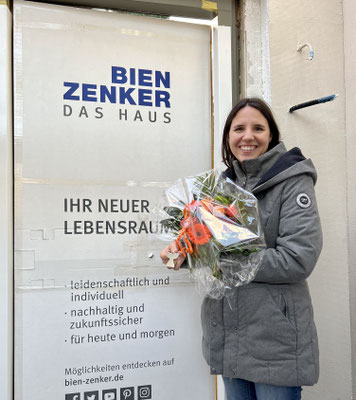 BIEN
ZENKER
DAS HAUS
IHR NEUER
LEBENSRAUM
· leidenschaftlich und
individuell
· nachhaltig und
zukunftssicher
· für heute und morgen
Möglichkeiten entdecken auf
bien-zenker.de